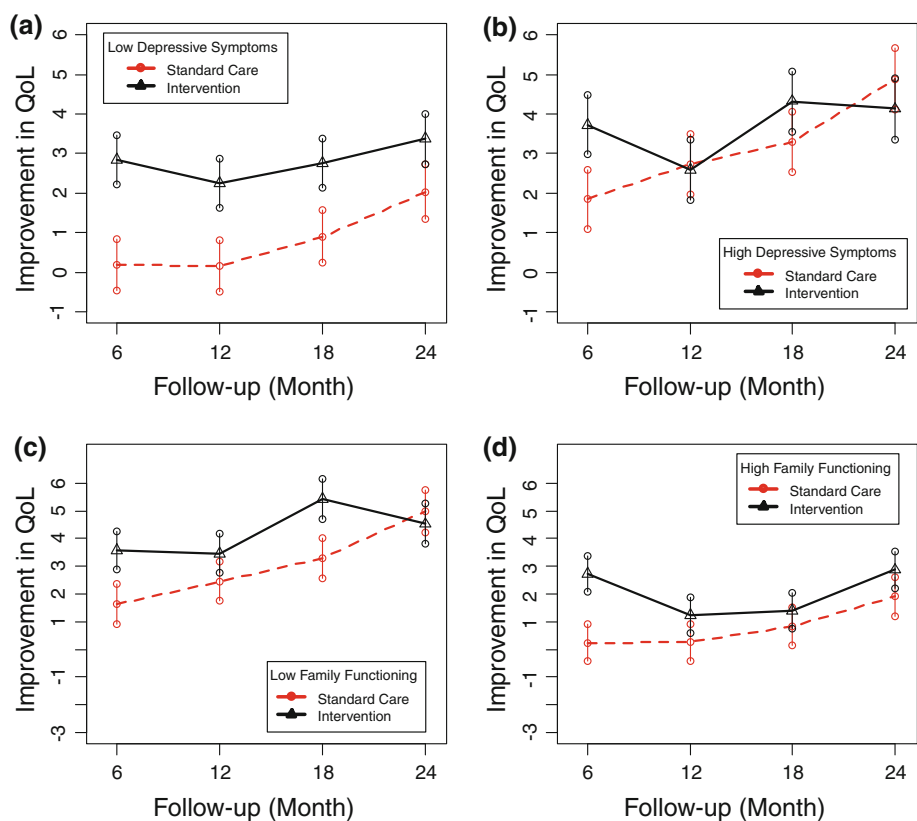 (a)
Improvement in QoL
6
5
4
3
2
1
0
-1
Low Depressive Symptoms
Standard Care
Intervention
6 12 18 24
Follow-up (Month)
(b)
Improvement in QoL
6
5
4
3
2
1
0
-1
High Depressive Symptoms
Standard Care
Intervention
6 12 18 24
Follow-up (Month)
(c)
Improvement in QoL
6
5
4
3
2
1
-1
-3
Low Family Functioning
Standard Care
Intervention
6 12 18 24
Follow-up (Month)
(d)
Improvement in QoL
6
5
4
3
2
1
-1
-3
High Family Functioning
Standard Care
Intervention
6 12 18 24
Follow-up (Month)